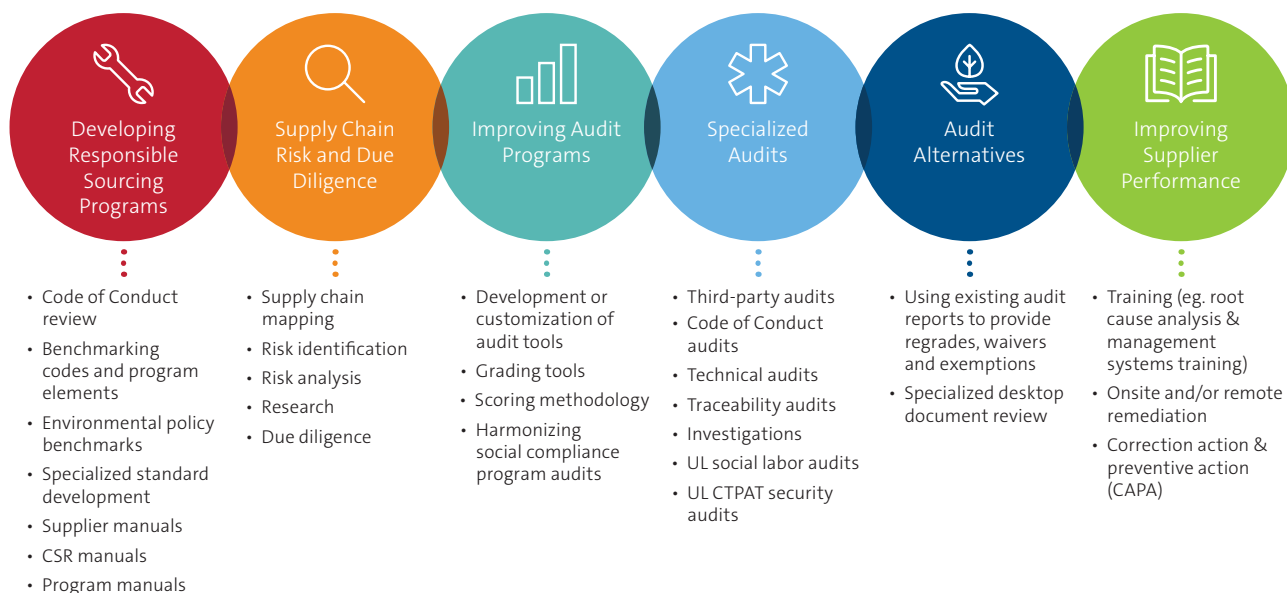 Developing
Responsible
Sourcing
Programs
Supply Chain
Risk and Due
Diligence
Improving Audit
Programs
Specialized
Audits
Audit
Alternatives
Improving
Supplier
Performance
• Code of Conduct
review
• Benchmarking
codes and program
elements
• Environmental policy
benchmarks
• Specialized standard
development
• Supplier manuals
• CSR manuals
• Program manuals
• Supply chain
mapping
• Risk identification
• Risk analysis
• Research
• Due diligence
• Development or
customization of
audit tools
• Grading tools
• Scoring methodology
• Harmonizing
social compliance
program audits
• Third-party audits
• Code of Conduct
audits
• Technical audits
• Traceability audits
• Investigations
• UL social labor audits
• UL CTPAT security
audits
• Using existing audit
reports to provide
regrades, waivers
and exemptions
• Specialized desktop
document review
• Training (eg. root
cause analysis &
management
systems training)
• Onsite and/or remote
remediation
• Correction action &
preventive action
(CAPA)